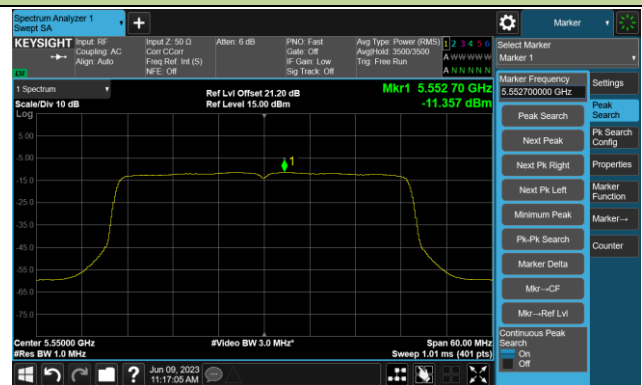 Spectrum Analyzer 1
Swept SA
Marker
KEYSIGHT
Input: RF
Coupling: AC
Align: Auto
Input Z: 50 Ω
Corr CCorr
Freq Ref: Int (S)
NFE: Off
Atten: 6 dB
PNO: Fast
Gate: Off
IF Gain: Low
Sig Track: Off
Avg Type: Power (RMS)
Avg|Hold: 3500/3500
Trig: Free Run
1 2 3 4 5 6
A W W W W W
A N N N N N
Select Marker
Marker 1
1 Spectrum
Scale/Div 10 dB
Log
Ref Lvl Offset 21.20 dB
Ref Level 15.00 dBm
Mkr1 5.552 70 GHz
-11.357 dBm
5.00
-5.00
-15.0
-25.0
-35.0
-45.0
-55.0
-65.0
-75.0
1
Center 5.55000 GHz
#Res BW 1.0 MHz
#Video BW 3.0 MHz*
Span 60.00 MHz
Sweep 1.01 ms (401 pts)
Marker Frequency
5.552700000 GHz
Peak Search
Next Peak
Next Pk Right
Next Pk Left
Minimum Peak
Pk-Pk Search
Marker Delta
Mkr→CF
Mkr→Ref Lvl
Continuous Peak
Search
On
Off
Settings
Peak
Search
Pk Search
Config
Properties
Marker
Function
Marker→
Counter
Jun 09, 2023
11:17:05 AM